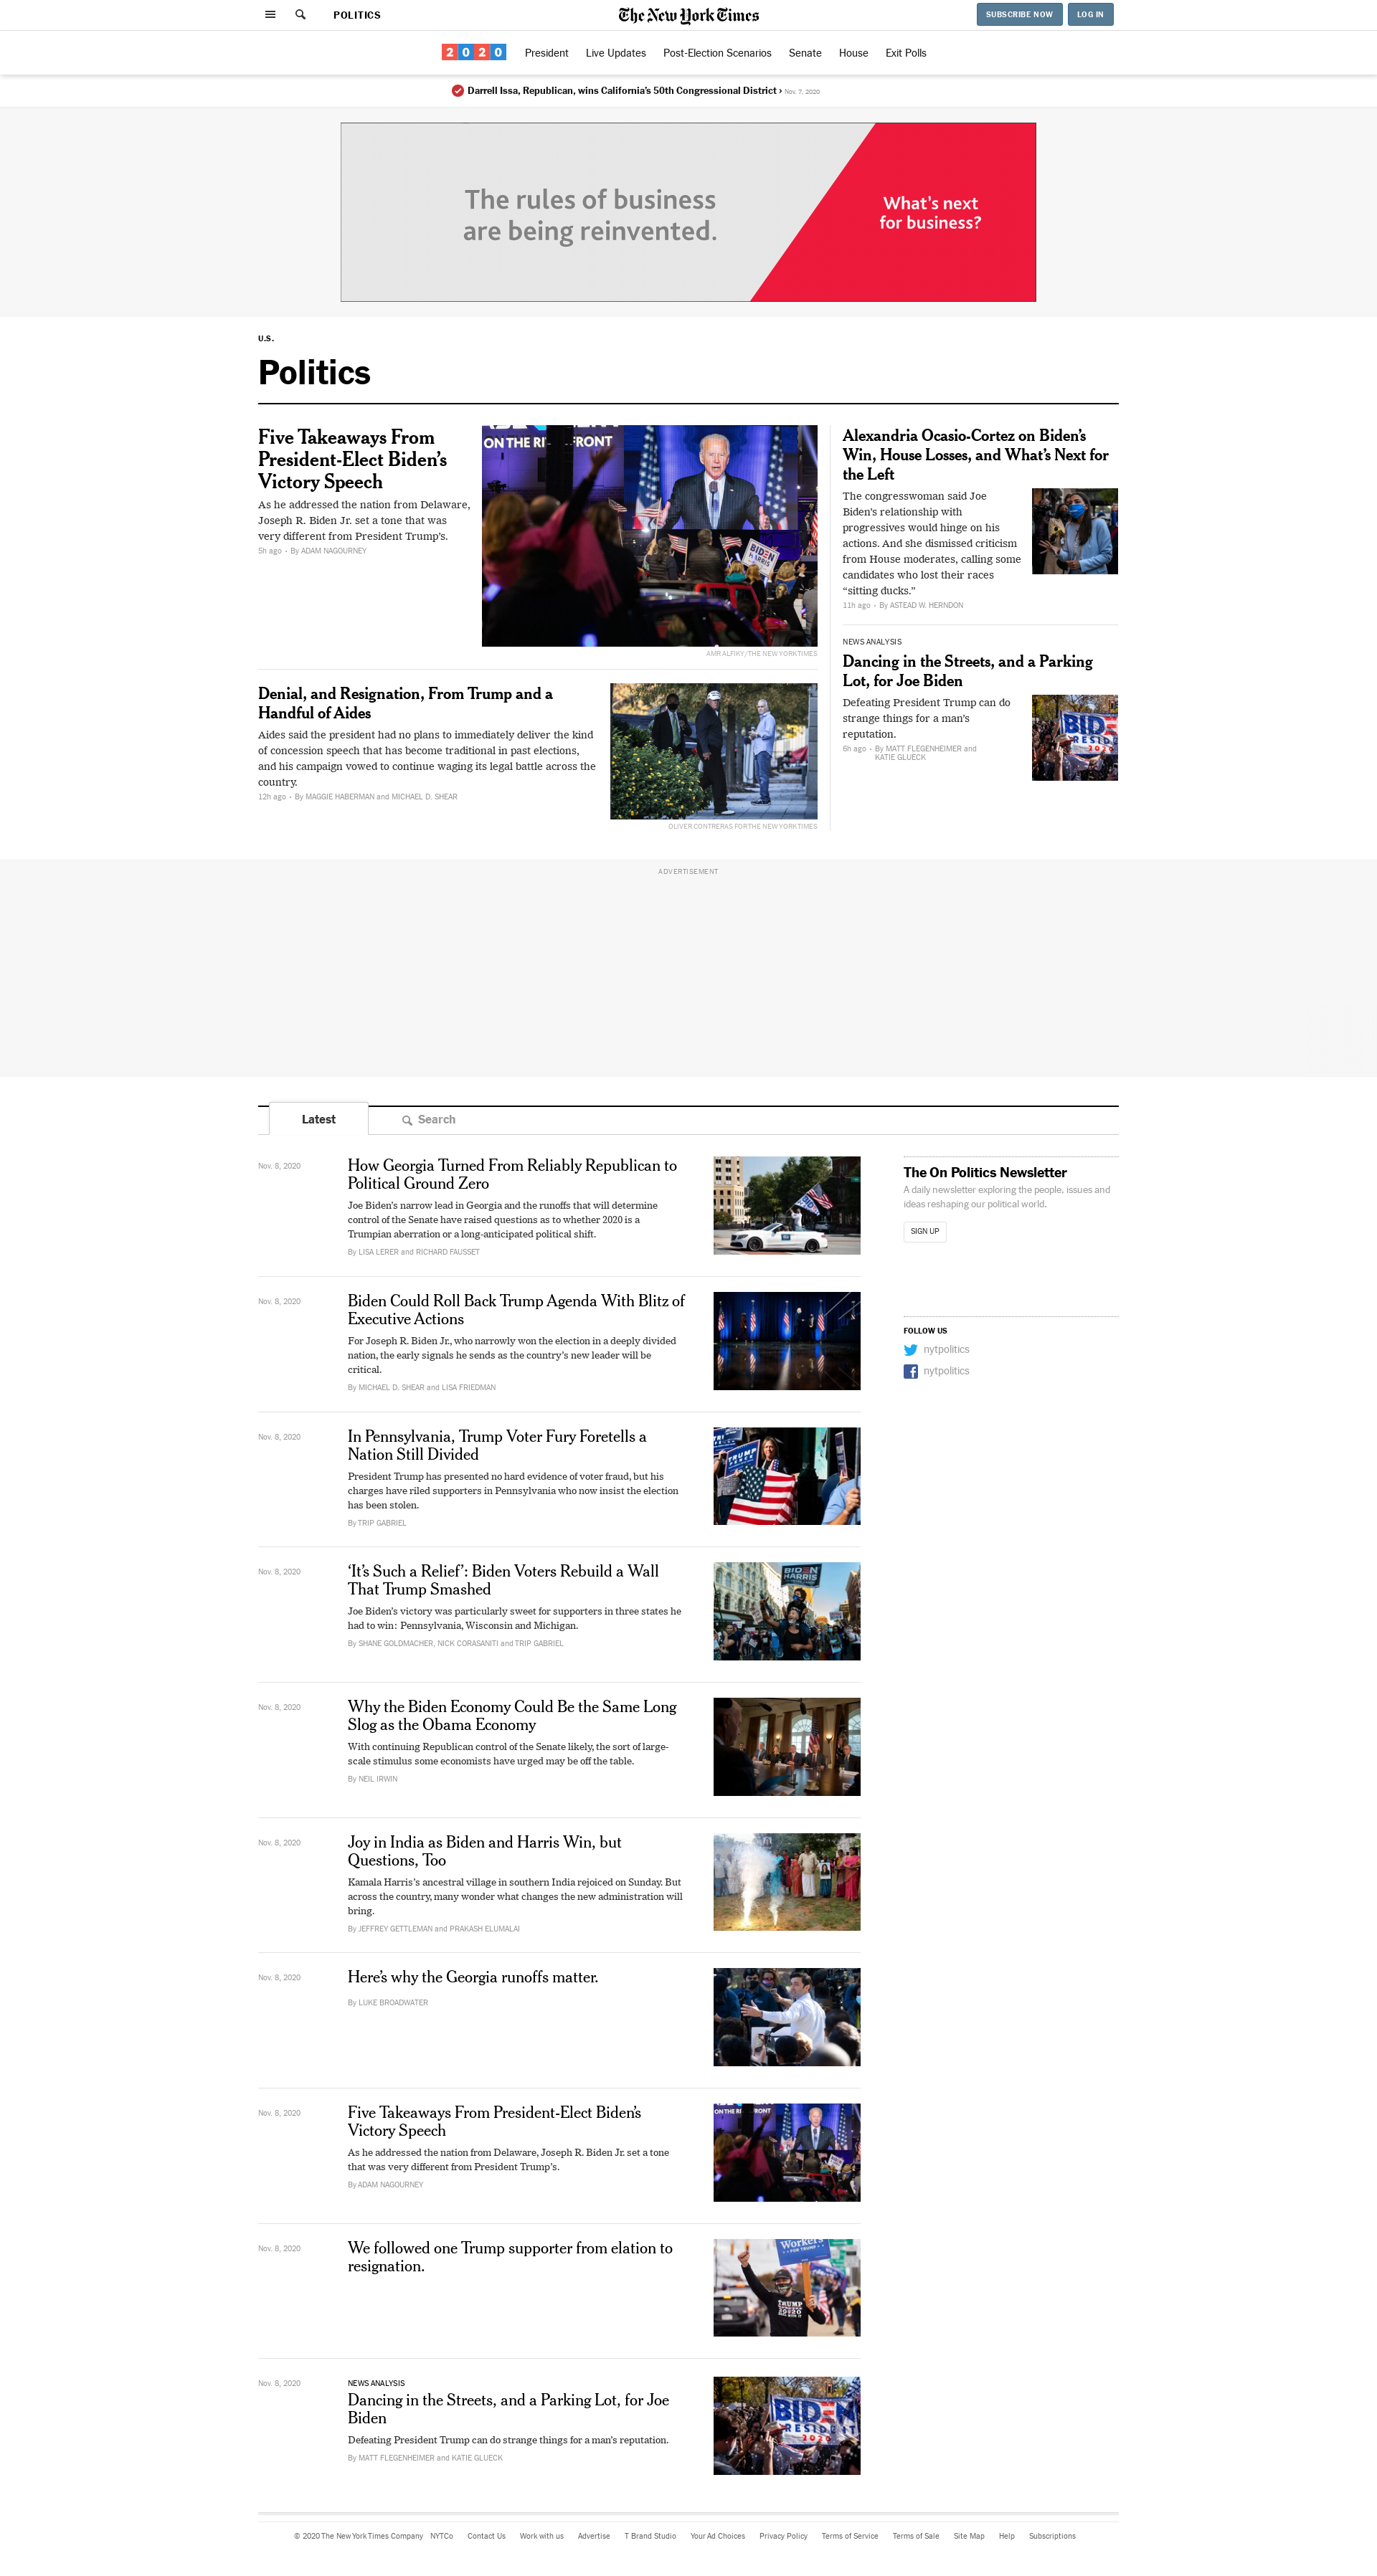 POLITICS
The New York Times
SUBSCRIBE NOW
LOG IN
2020
President
Live Updates
Post-Election Scenarios
Senate
House
Exit Polls
Darrell Issa, Republican, wins California’s 50th Congressional District › Nov. 7, 2020
The rules of business
are being reinvented.
What's next
for business?
U.S.
Politics
Five Takeaways From
President-Elect Biden’s
Victory Speech
As he addressed the nation from Delaware,
Joseph R. Biden Jr. set a tone that was
very different from President Trump’s.
5h ago • By ADAM NAGOURNEY
ON THE RIVERFRONT
BIDEN
AMR ALFIKY/THE NEW YORK TIMES
Denial, and Resignation, From Trump and a
Handful of Aides
Aides said the president had no plans to immediately deliver the kind
of concession speech that has become traditional in past elections,
and his campaign vowed to continue waging its legal battle across the
country.
12h ago • By MAGGIE HABERMAN and MICHAEL D. SHEAR
OLIVER CONTRERAS FOR THE NEW YORK TIMES
Alexandria Ocasio-Cortez on Biden’s
Win, House Losses, and What’s Next for
the Left
The congresswoman said Joe
Biden’s relationship with
progressives would hinge on his
actions. And she dismissed criticism
from House moderates, calling some
candidates who lost their races
“sitting ducks.”
11h ago • By ASTEAD W. HERNDON
NEWS ANALYSIS
Dancing in the Streets, and a Parking
Lot, for Joe Biden
Defeating President Trump can do
strange things for a man’s
reputation.
6h ago • By MATT FLEGENHEIMER and
KATIE GLUECK
ADVERTISEMENT
Latest
Search
Nov. 8, 2020
How Georgia Turned From Reliably Republican to
Political Ground Zero
Joe Biden’s narrow lead in Georgia and the runoffs that will determine
control of the Senate have raised questions as to whether 2020 is a
Trumpian aberration or a long-anticipated political shift.
By LISA LERER and RICHARD FAUSSET
The On Politics Newsletter
A daily newsletter exploring the people, issues and
ideas reshaping our political world.
SIGN UP
FOLLOW US
nytpolitics
nytpolitics
Nov. 8, 2020
Biden Could Roll Back Trump Agenda With Blitz of
Executive Actions
For Joseph R. Biden Jr., who narrowly won the election in a deeply divided
nation, the early signals he sends as the country’s new leader will be
critical.
By MICHAEL D. SHEAR and LISA FRIEDMAN
Nov. 8, 2020
In Pennsylvania, Trump Voter Fury Foretells a
Nation Still Divided
President Trump has presented no hard evidence of voter fraud, but his
charges have riled supporters in Pennsylvania who now insist the election
has been stolen.
By TRIP GABRIEL
Nov. 8, 2020
‘It’s Such a Relief’: Biden Voters Rebuild a Wall
That Trump Smashed
Joe Biden’s victory was particularly sweet for supporters in three states he
had to win: Pennsylvania, Wisconsin and Michigan.
By SHANE GOLDMACHER, NICK CORASANITI and TRIP GABRIEL
BIDEN
HARRIS
Nov. 8, 2020
Why the Biden Economy Could Be the Same Long
Slog as the Obama Economy
With continuing Republican control of the Senate likely, the sort of large-
scale stimulus some economists have urged may be off the table.
By NEIL IRWIN
Nov. 8, 2020
Joy in India as Biden and Harris Win, but
Questions, Too
Kamala Harris’s ancestral village in southern India rejoiced on Sunday. But
across the country, many wonder what changes the new administration will
bring.
By JEFFREY GETTLEMAN and PRAKASH ELUMALAI
Nov. 8, 2020
Here’s why the Georgia runoffs matter.
By LUKE BROADWATER
Nov. 8, 2020
Five Takeaways From President-Elect Biden’s
Victory Speech
As he addressed the nation from Delaware, Joseph R. Biden Jr. set a tone
that was very different from President Trump’s.
By ADAM NAGOURNEY
Nov. 8, 2020
We followed one Trump supporter from elation to
resignation.
Workers
FOR TRUMP
Nov. 8, 2020
NEWS ANALYSIS
Dancing in the Streets, and a Parking Lot, for Joe
Biden
Defeating President Trump can do strange things for a man’s reputation.
By MATT FLEGENHEIMER and KATIE GLUECK
© 2020 The New York Times Company
NYTCo
Contact Us
Work with us
Advertise
T Brand Studio
Your Ad Choices
Privacy Policy
Terms of Service
Terms of Sale
Site Map
Help
Subscriptions